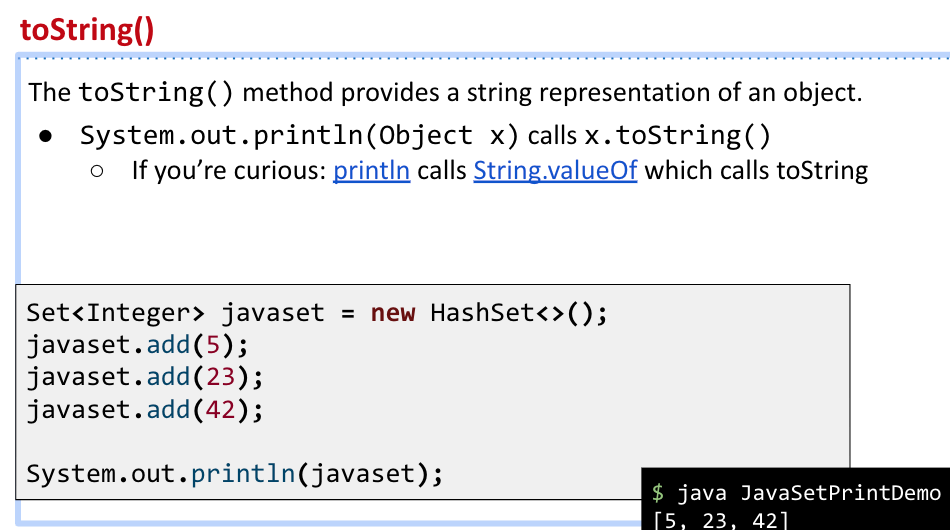 toString()
The toString() method provides a string representation of an object.
● System.out.println(Object x) calls x.toString()
○ If you’re curious: println calls String.valueOf which calls toString
Set<Integer> javaset = new HashSet<>();
javaset.add(5);
javaset.add(23);
javaset.add(42);
System.out.println(javaset);
$ java JavaSetPrintDemo
[5, 23, 42]